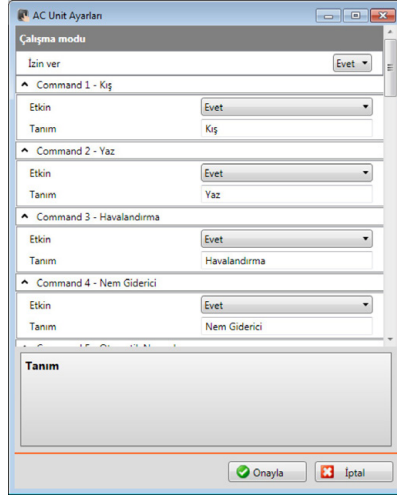 AC Unit Ayarları
Çalışma modu
İzin ver Evet
Command 1 - Kış
Etkin Evet
Tanım Kış
Command 2 - Yaz
Etkin Evet
Tanım Yaz
Command 3 - Havalandırma
Etkin Evet
Tanım Havalandırma
Command 4 - Nem Giderici
Etkin Evet
Tanım Nem Giderici
Tanım
Onayla İptal